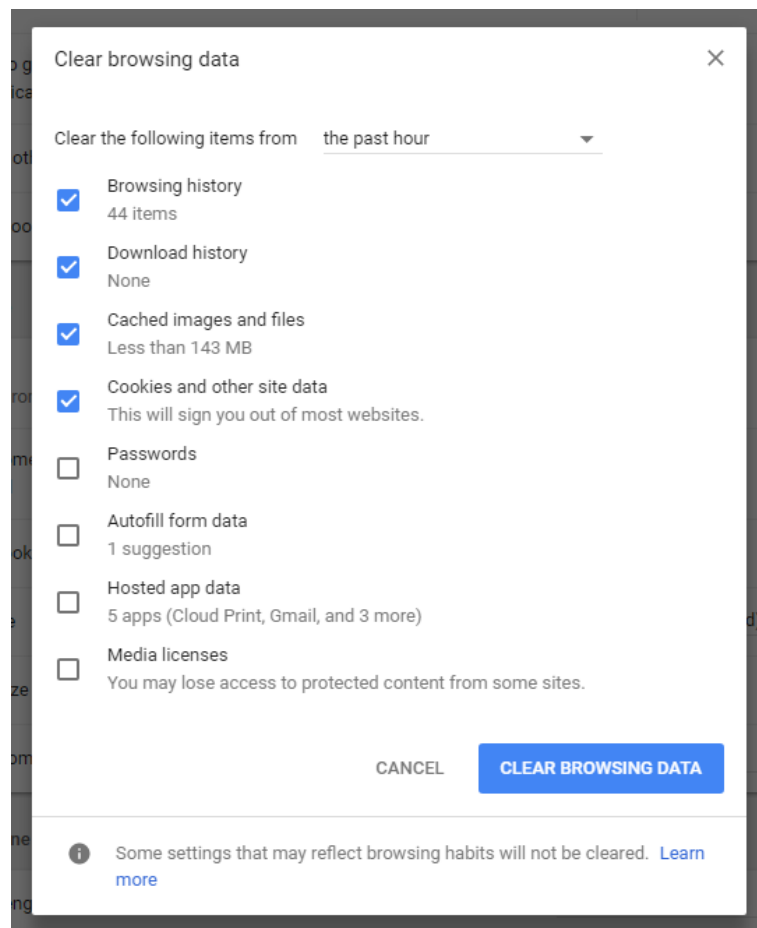 Clear browsing data
Clear the following items from the past hour
Browsing history
44 items
Download history
None
Cached images and files
Less than 143 MB
Cookies and other site data
This will sign you out of most websites.
Passwords
None
Autofill form data
1 suggestion
Hosted app data
5 apps (Cloud Print, Gmail, and 3 more)
Media licenses
You may lose access to protected content from some sites.
CANCEL CLEAR BROWSING DATA
Some settings that may reflect browsing habits will not be cleared. Learn
more